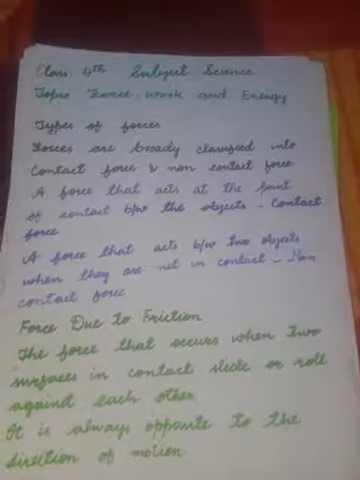 Class 4th Subject Science
Topic Force, Work and Energy
Types of forces
Forces are broadly classified into
Contact force & non contact force
A force that acts at the point
of contact b/w the objects - Contact
force
A force that acts b/w two objects
when they are not in contact - Non
contact force
Force Due To Friction
The force that occurs when two
surfaces in contact slide or roll
against each other
It is always opposite to the
direction of motion